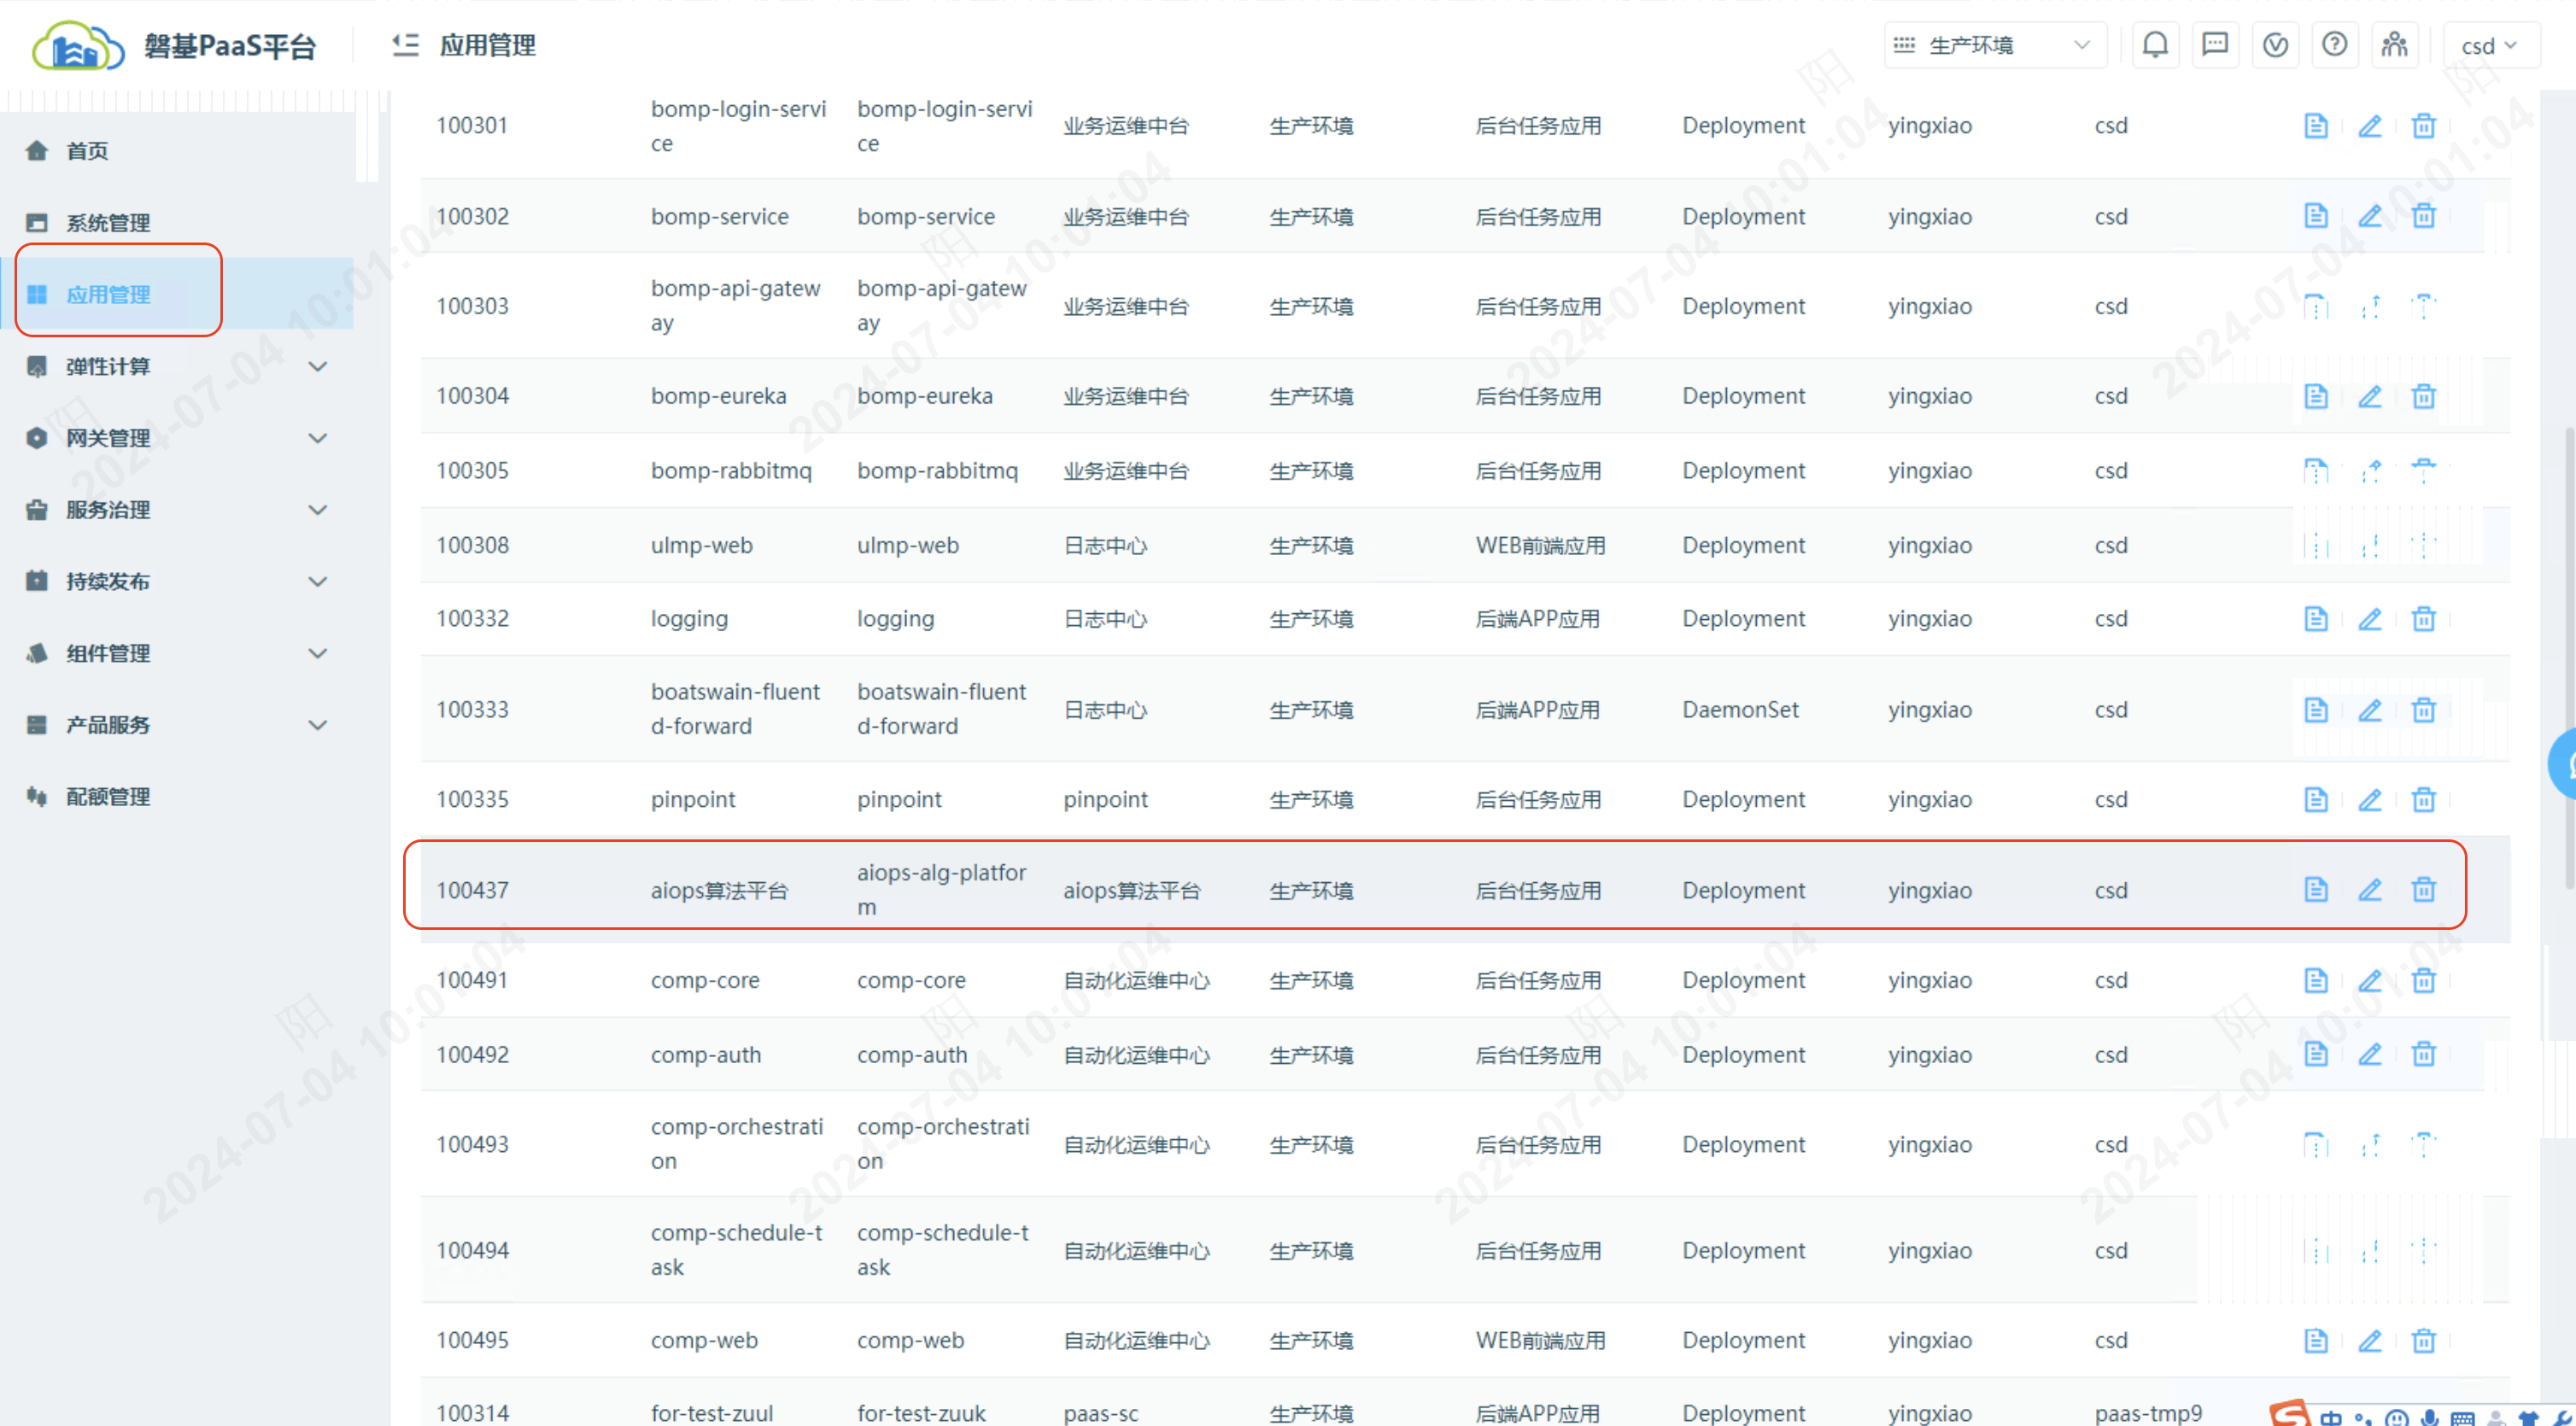 磐基PaaS平台
应用管理
生产环境
csd
首页
系统管理
应用管理
弹性计算
网关管理
服务治理
持续发布
组件管理
产品服务
配额管理
100301 bomp-login-servi bomp-login-servi 业务运维中台 生产环境 后台任务应用 Deployment yingxiao csd
ce ce
100302 bomp-service bomp-service 业务运维中台 生产环境 后台任务应用 Deployment yingxiao csd
100303 bomp-api-gatew bomp-api-gatew 业务运维中台 生产环境 后台任务应用 Deployment yingxiao csd
ay ay
100304 bomp-eureka bomp-eureka 业务运维中台 生产环境 后台任务应用 Deployment yingxiao csd
100305 bomp-rabbitmq bomp-rabbitmq 业务运维中台 生产环境 后台任务应用 Deployment yingxiao csd
100308 ulmp-web ulmp-web 日志中心 生产环境 WEB前端应用 Deployment yingxiao csd
100332 logging logging 日志中心 生产环境 后端APP应用 Deployment yingxiao csd
100333 boatswain-fluent boatswain-fluent 日志中心 生产环境 后端APP应用 DaemonSet yingxiao csd
d-forward d-forward
100335 pinpoint pinpoint pinpoint 生产环境 后台任务应用 Deployment yingxiao csd
100437 aiops算法平台 aiops-alg-platfor aiops算法平台 生产环境 后台任务应用 Deployment yingxiao csd
m
100491 comp-core comp-core 自动化运维中心 生产环境 后台任务应用 Deployment yingxiao csd
100492 comp-auth comp-auth 自动化运维中心 生产环境 后台任务应用 Deployment yingxiao csd
100493 comp-orchestrati comp-orchestrati 自动化运维中心 生产环境 后台任务应用 Deployment yingxiao csd
on on
100494 comp-schedule-t comp-schedule-t 自动化运维中心 生产环境 后台任务应用 Deployment yingxiao csd
ask ask
100495 comp-web comp-web 自动化运维中心 生产环境 WEB前端应用 Deployment yingxiao csd
100314 for-test-zuul for-test-zuuk paas-sc 生产环境 后端APP应用 Deployment yingxiao paas-tmp9
中
阳
2024-07-04 10:01:04